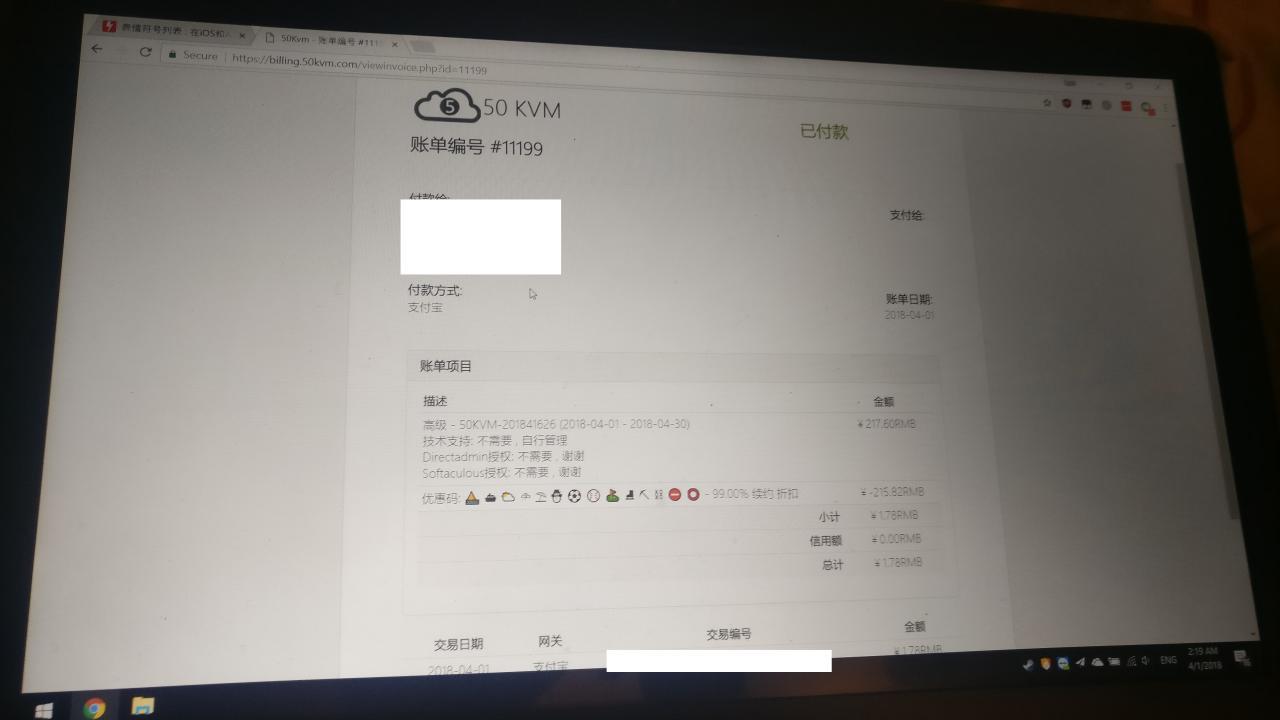 表情符号列表 : 在iOS和
50Kvm - 账单编号 #111
Secure | https://billing.50kvm.com/viewinvoice.php?id=11199
5 50 KVM
已付款
账单编号 #11199
付款给:
支付给:
付款方式:
支付宝
账单日期:
2018-04-01
账单项目
描述 金额
高级 - 50KVM-201841626 (2018-04-01 - 2018-04-30) ¥217.60RMB
技术支持: 不需要 , 自行管理
Directadmin授权: 不需要 , 谢谢
Softaculous授权: 不需要 , 谢谢
优惠码: - 99.00% 续约 折扣 ¥-215.82RMB
小计 ¥1.78RMB
信用额 ¥0.00RMB
总计 ¥1.78RMB
交易日期 网关 交易编号 金额
2018-04-01 支付宝 ¥1.78RMB
ENG 2:19 AM
4/1/2018